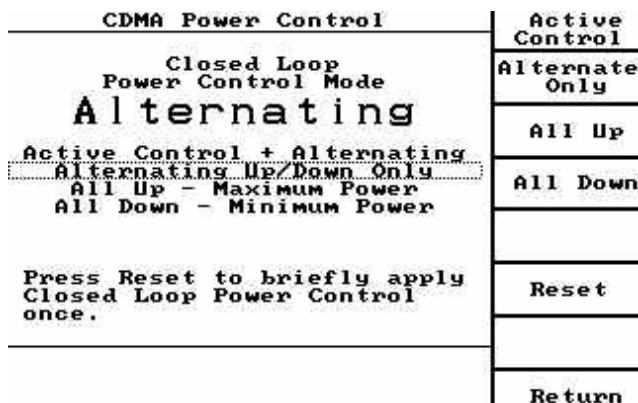 CDMA Power Control
Closed Loop
Power Control Mode
Alternating
Active Control + Alternating
Alternating Up/Down Only
All Up - Maximum Power
All Down - Minimum Power
Press Reset to briefly apply
Closed Loop Power Control
once.
Active
Control
Alternate
Only
All Up
All Down
Reset
Return